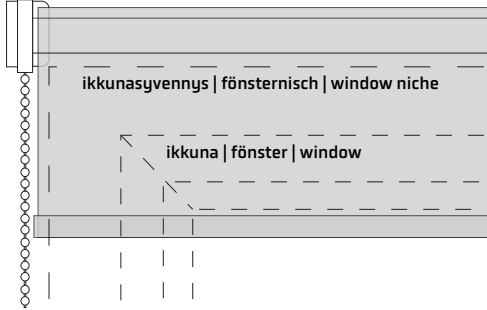 ikkunasyvennys | fönsternisch | window niche
ikkuna | fönster | window